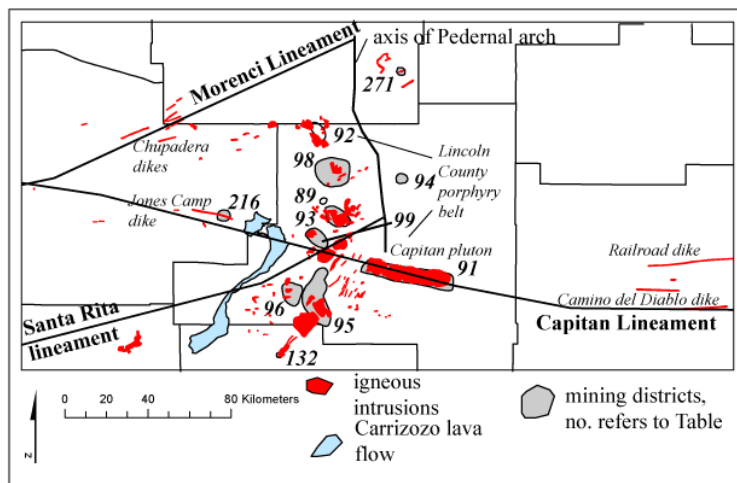 axis of Pedernal arch
Morenci Lineament
271
Chupadera
dikes
92
Lincoln
County
porphyry
belt
98
94
89
Jones Camp
dike
216
93
99
Capitan pluton
91
Railroad dike
Camino del Diablo dike
Capitan Lineament
Santa Rita
lineament
96
95
132
igneous
intrusions
Carrizozo lava
flow
mining districts,
no. refers to Table
0 20 40 80 Kilometers
z